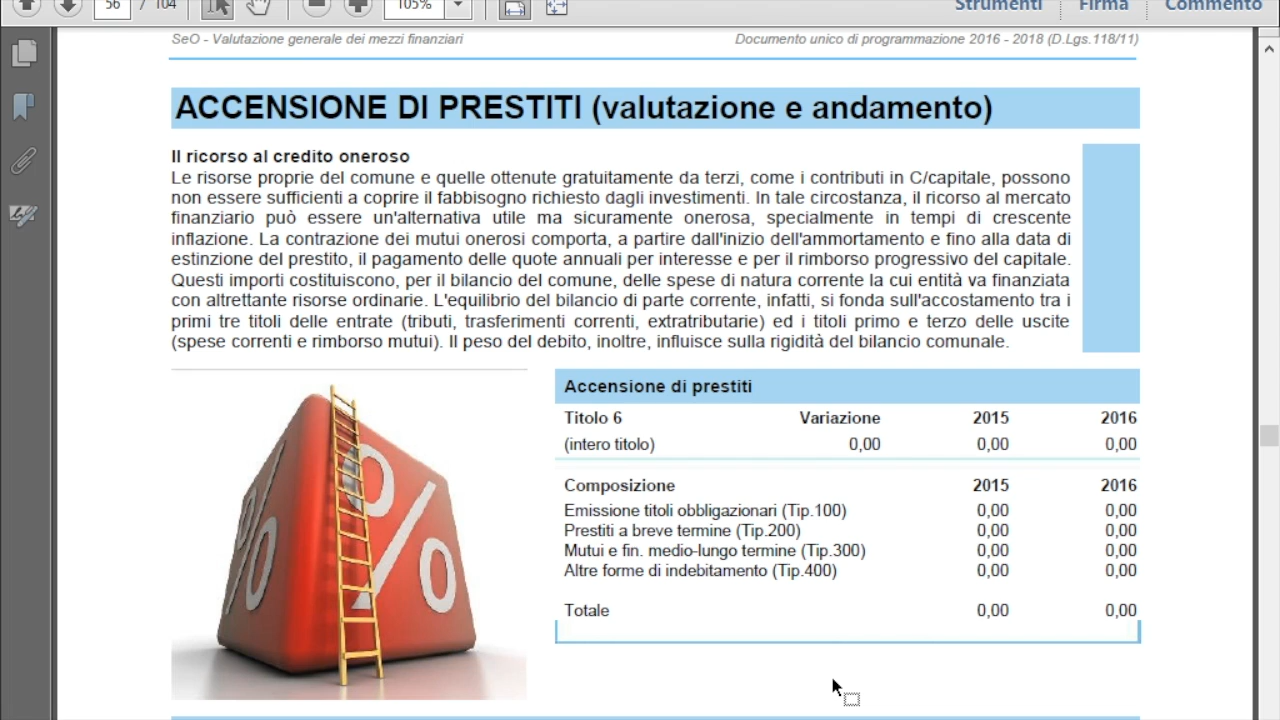 56 / 104 105% Strumenti Firma Commento
SeO - Valutazione generale dei mezzi finanziari Documento unico di programmazione 2016 - 2018 (D.Lgs.118/11)
ACCENSIONE DI PRESTITI (valutazione e andamento)
Il ricorso al credito oneroso
Le risorse proprie del comune e quelle ottenute gratuitamente da terzi, come i contributi in C/capitale, possono
non essere sufficienti a coprire il fabbisogno richiesto dagli investimenti. In tale circostanza, il ricorso al mercato
finanziario può essere un'alternativa utile ma sicuramente onerosa, specialmente in tempi di crescente
inflazione. La contrazione dei mutui onerosi comporta, a partire dall'inizio dell'ammortamento e fino alla data di
estinzione del prestito, il pagamento delle quote annuali per interesse e per il rimborso progressivo del capitale.
Questi importi costituiscono, per il bilancio del comune, delle spese di natura corrente la cui entità va finanziata
con altrettante risorse ordinarie. L'equilibrio del bilancio di parte corrente, infatti, si fonda sull'accostamento tra i
primi tre titoli delle entrate (tributi, trasferimenti correnti, extratributarie) ed i titoli primo e terzo delle uscite
(spese correnti e rimborso mutui). Il peso del debito, inoltre, influisce sulla rigidità del bilancio comunale.
% %
Accensione di prestiti
Titolo 6 Variazione 2015 2016
(intero titolo) 0,00 0,00 0,00
Composizione 2015 2016
Emissione titoli obbligazionari (Tip.100) 0,00 0,00
Prestiti a breve termine (Tip.200) 0,00 0,00
Mutui e fin. medio-lungo termine (Tip.300) 0,00 0,00
Altre forme di indebitamento (Tip.400) 0,00 0,00
Totale 0,00 0,00